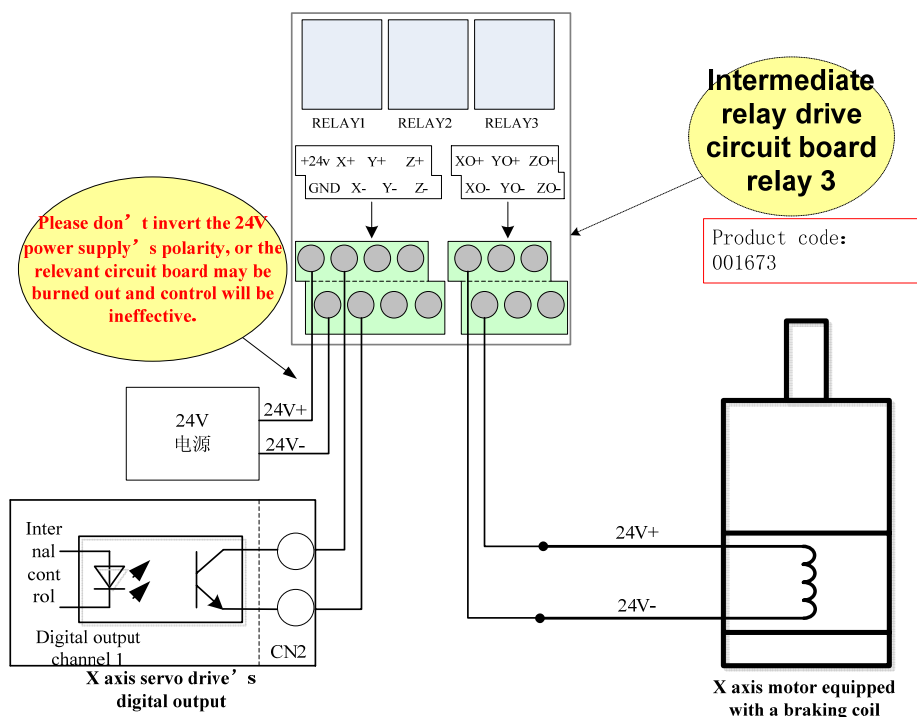 RELAY1 RELAY2 RELAY3
+24v X+ Y+ Z+
GND X- Y- Z-
XO+ YO+ ZO+
XO- YO- ZO-
Intermediate
relay drive
circuit board
relay 3
Product code:
001673
Please don't invert the 24V
power supply's polarity, or the
relevant circuit board may be
burned out and control will be
ineffective.
24V
电源
24V+
24V-
Inter
nal
cont
rol
Digital output
channel 1
CN2
X axis servo drive's
digital output
24V+
24V-
X axis motor equipped
with a braking coil